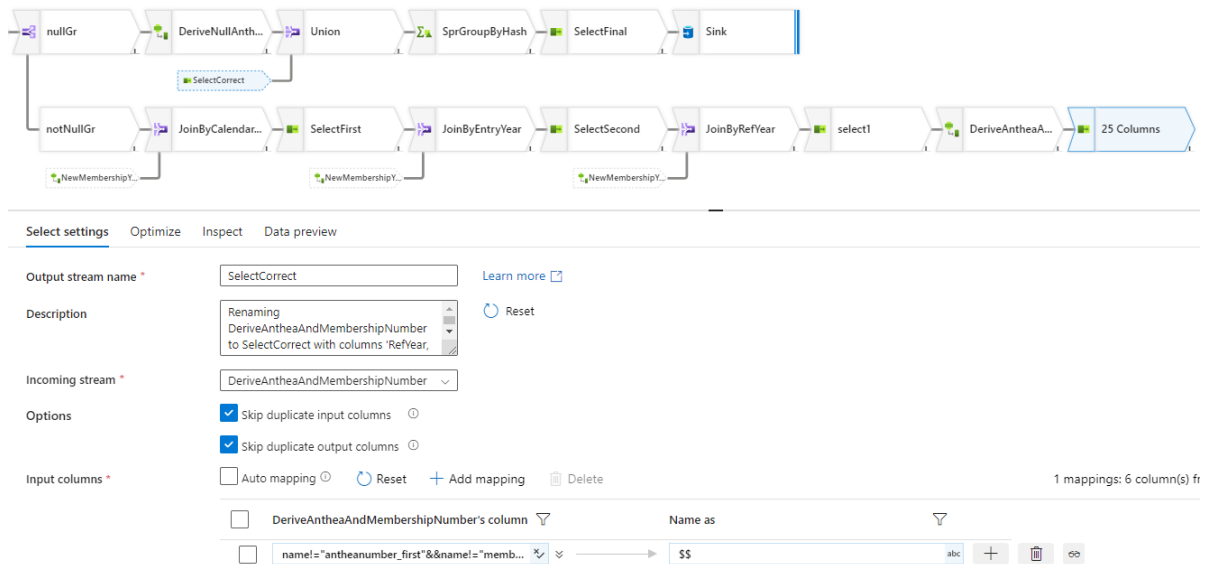 nullGr
DeriveNullAnth...
Union
SprGroupByHash
SelectFinal
Sink
SelectCorrect
notNullGr
JoinByCalendar...
SelectFirst
JoinByEntryYear
SelectSecond
JoinByRefYear
select1
DeriveAntheaA...
25 Columns
NewMembershipY...
NewMembershipY...
NewMembershipY...
Select settings Optimize Inspect Data preview
Output stream name * SelectCorrect Learn more
Description Renaming Reset
DeriveAntheaAndMembershipNumber
to SelectCorrect with columns 'RefYear,
Incoming stream * DeriveAntheaAndMembershipNumber
Options Skip duplicate input columns
Skip duplicate output columns
Input columns * Auto mapping Reset Add mapping Delete 1 mappings: 6 column(s) fr
DeriveAntheaAndMembershipNumber's column Name as
name!="antheanumber_first"&&name!="memb... $$ abc